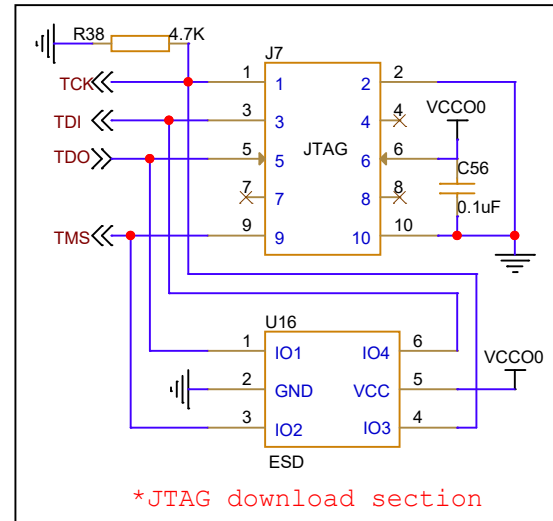 R38 4.7K
J7
TCK 1 1 2 2
VCCO0
TDI 3 3 4 4
JTAG
TDO 5 5 6 6
C56
7 7 8 8
0.1uF
TMS 9 9 10 10
U16
1 IO1 IO4 6
VCCO0
2 GND VCC 5
3 IO2 IO3 4
ESD
*JTAG download section